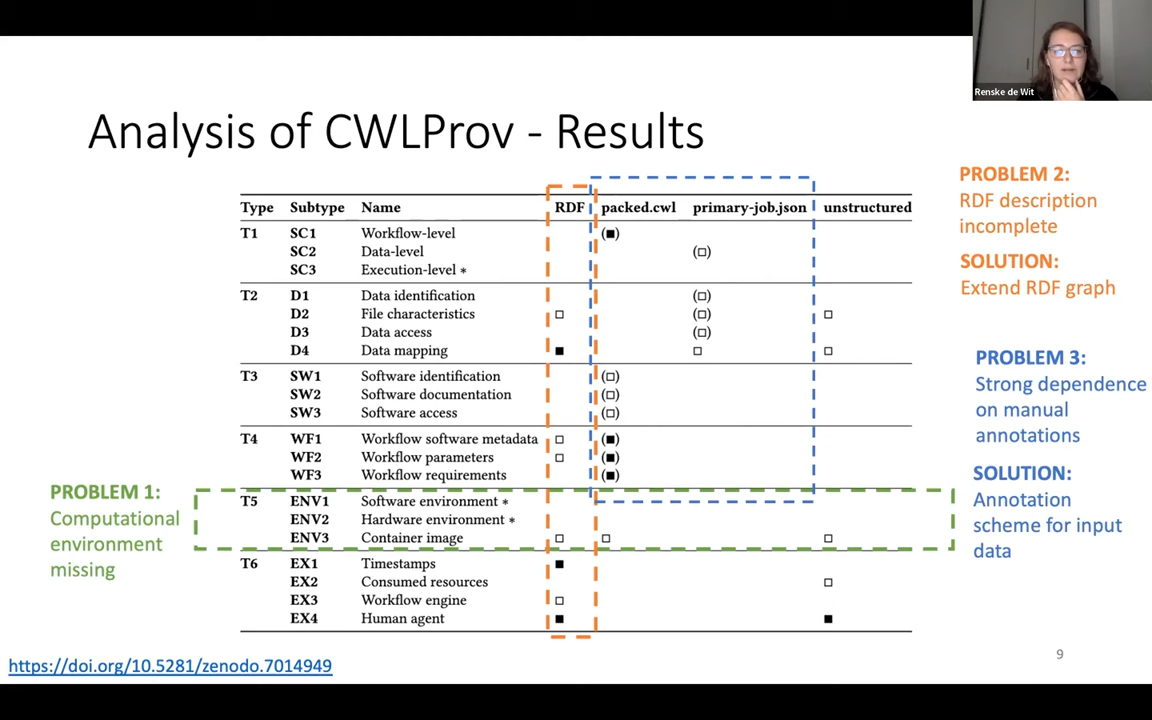 Renske de Wit
Analysis of CWLProv - Results
Type Subtype Name RDF packed.cwl primary-job.json unstructured
T1 SC1 Workflow-level (■)
SC2 Data-level (□)
SC3 Execution-level *
T2 D1 Data identification (□)
D2 File characteristics □ (□) □
D3 Data access (□)
D4 Data mapping ■ □ □
T3 SW1 Software identification (□)
SW2 Software documentation (□)
SW3 Software access (□)
T4 WF1 Workflow software metadata □ (■)
WF2 Workflow parameters □ (■)
WF3 Workflow requirements (■)
T5 ENV1 Software environment *
ENV2 Hardware environment *
ENV3 Container image □ □ □
T6 EX1 Timestamps ■
EX2 Consumed resources □
EX3 Workflow engine □
EX4 Human agent ■ ■
PROBLEM 1:
Computational
environment
missing
PROBLEM 2:
RDF description
incomplete
SOLUTION:
Extend RDF graph
PROBLEM 3:
Strong dependence
on manual
annotations
SOLUTION:
Annotation
scheme for input
data
https://doi.org/10.5281/zenodo.7014949
9